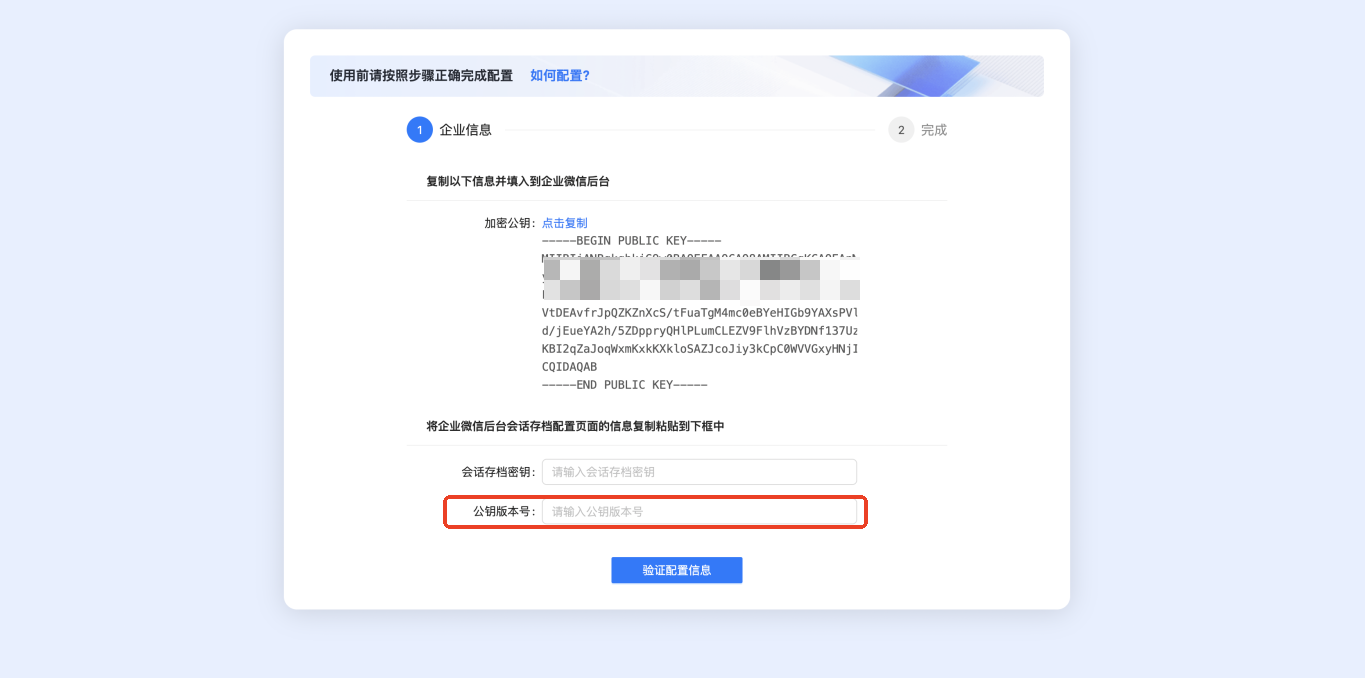 使用前请按照步骤正确完成配置 如何配置?
1 企业信息 2 完成
复制以下信息并填入到企业微信后台
加密公钥: 点击复制
-----BEGIN PUBLIC KEY-----
VtDEAvfrJpQZKZnXcS/tFuaTgM4mc0eBYeHIGb9YAXsPVl
d/jEueYA2h/5ZDppryQHlPLumCLEZV9FlhVzBYDNf137Uz
KBI2qZaJoqWxmKxkKXkloSAZJcoJiy3kCpC0WVVGxyHNjI
CQIDAQAB
-----END PUBLIC KEY-----
将企业微信后台会话存档配置页面的信息复制粘贴到下框中
会话存档密钥: 请输入会话存档密钥
公钥版本号: 请输入公钥版本号
验证配置信息